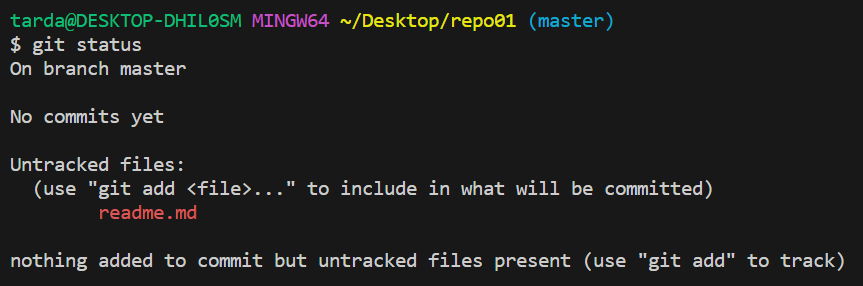 tarda@DESKTOP-DHIL0SM MINGW64 ~/Desktop/repo01 (master)
$ git status
On branch master

No commits yet

Untracked files:
  (use "git add <file>..." to include in what will be committed)
        readme.md

nothing added to commit but untracked files present (use "git add" to track)